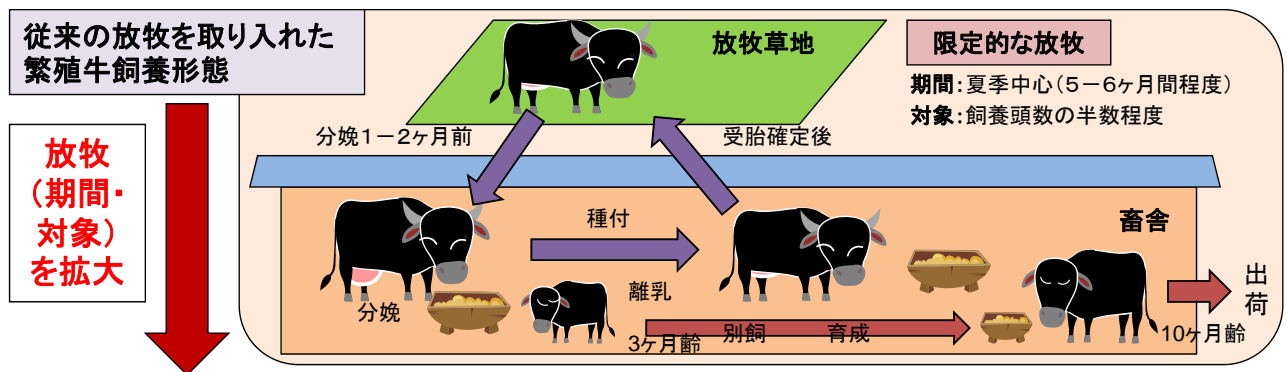 従来の放牧を取り入れた
繁殖牛飼養形態
放牧草地
限定的な放牧
期間:夏季中心(5-6ヶ月間程度)
対象:飼養頭数の半数程度
放牧
(期間・
対象)
を拡大
分娩1-2ヶ月前
受胎確定後
畜舎
種付
分娩
離乳
3ヶ月齢
別飼
育成
出
荷
10ヶ月齢